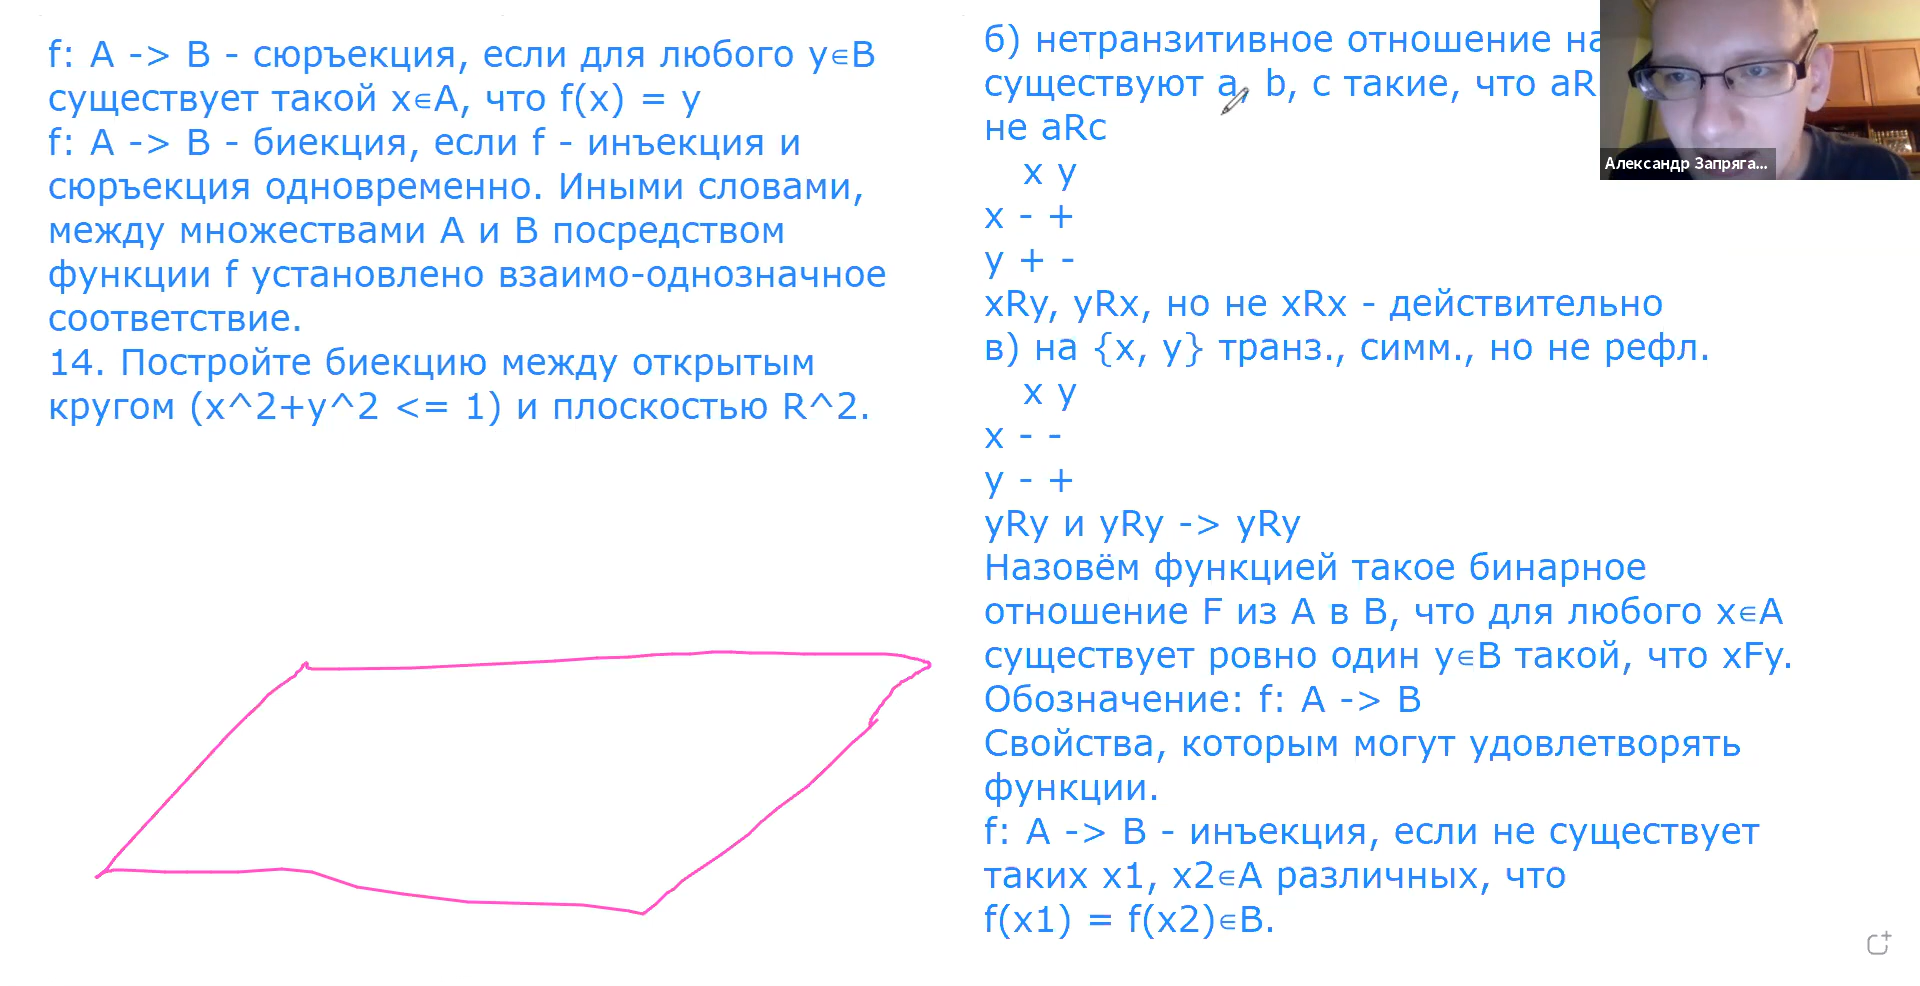 f: A -> B - сюръекция, если для любого y∈B
существует такой x∈A, что f(x) = y
f: A -> B - биекция, если f - инъекция и
сюръекция одновременно. Иными словами,
между множествами A и B посредством
функции f установлено взаимо-однозначное
соответствие.
14. Постройте биекцию между открытым
кругом (x^2+y^2 <= 1) и плоскостью R^2.
б) нетранзитивное отношение на
существуют a, b, c такие, что aR
не aRc
x y
x - +
y + -
xRy, yRx, но не xRx - действительно
в) на {x, y} транз., симм., но не рефл.
x y
x - -
y - +
yRy и yRy -> yRy
Назовём функцией такое бинарное
отношение F из A в B, что для любого x∈A
существует ровно один y∈B такой, что xFy.
Обозначение: f: A -> B
Свойства, которым могут удовлетворять
функции.
f: A -> B - инъекция, если не существует
таких x1, x2∈A различных, что
f(x1) = f(x2)∈B.
Александр Запряга...